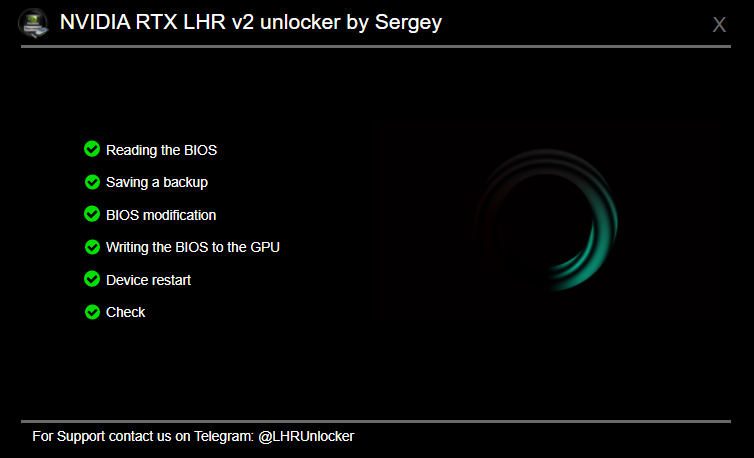 NVIDIA RTX LHR v2 unlocker by Sergey
X
Reading the BIOS
Saving a backup
BIOS modification
Writing the BIOS to the GPU
Device restart
Check
For Support contact us on Telegram: @LHRUnlocker